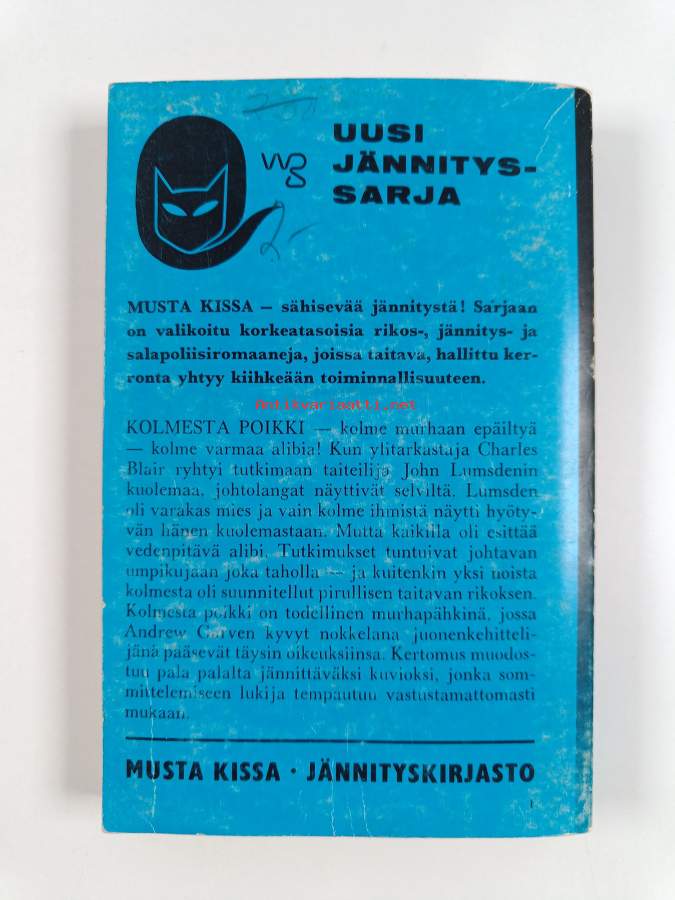 UUSI
JÄNNITYS-
SARJA
2-
MUSTA KISSA — sähisevää jännitystä! Sarjaan
on valikoitu korkeatasoisia rikos-, jännitys- ja
salapoliisiromaaneja, joissa taitava, hallittu ker-
ronta yhtyy kiihkeään toiminnallisuuteen.
Antikvariaatti.net
KOLMESTA POIKKI — kolme murhaan epäiltyä
— kolme varmaa alibia! Kun ylitarkastaja Charles
Blair ryhtyi tutkimaan taiteilija John Lumsdenin
kuolemaa, johtolangat näyttivät selviltä. Lumsden
oli varakas mies ja vain kolme ihmistä näytti hyöty-
vän hänen kuolemastaan. Mutta kaikilla oli esittää
vedenpitävä alibi. Tutkimukset tuntuivat johtavan
umpikujaan joka taholla — ja kuitenkin yksi noista
kolmesta oli suunnitellut pirullisen taitavan rikoksen.
Kolmesta poikki on todellinen murhapähkinä, jossa
Andrew Garven kyvyt nokkelana juonenkehitteli-
jänä pääsevät täysin oikeuksiinsa. Kertomus muodos-
tuu pala palalta jännittäväksi kuvioksi, jonka som-
mittelemiseen lukija tempautuu vastustamattomasti
mukaan.
MUSTA KISSA · JÄNNITYSKIRJASTO
1